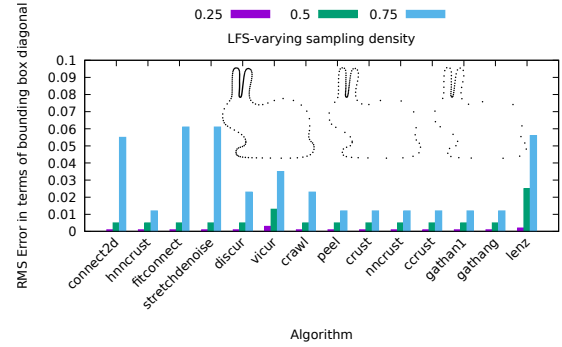 0.25 0.5 0.75
LFS-varying sampling density
RMS Error in terms of bounding box diagonal
0.1
0.09
0.08
0.07
0.06
0.05
0.04
0.03
0.02
0.01
0
connect2d
hnncrust
fitconnect
stretchdenoise
discur
vicur
crawl
peel
crust
nncrust
ccrust
gathan1
gathang
lenz
Algorithm